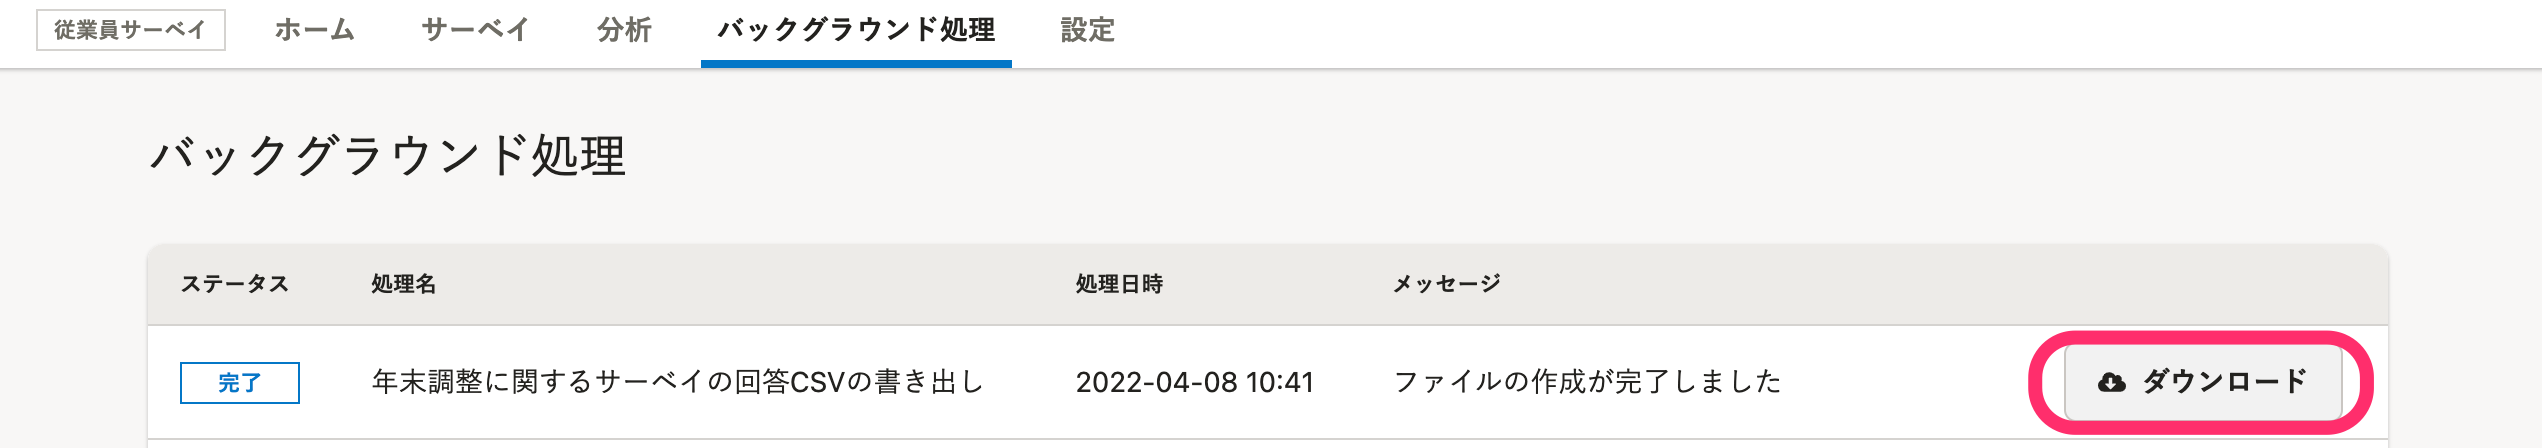 従業員サーベイ ホーム サーベイ 分析 バックグラウンド処理 設定
バックグラウンド処理
ステータス 処理名 処理日時 メッセージ
完了 年末調整に関するサーベイの回答CSVの書き出し 2022-04-08 10:41 ファイルの作成が完了しました ダウンロード